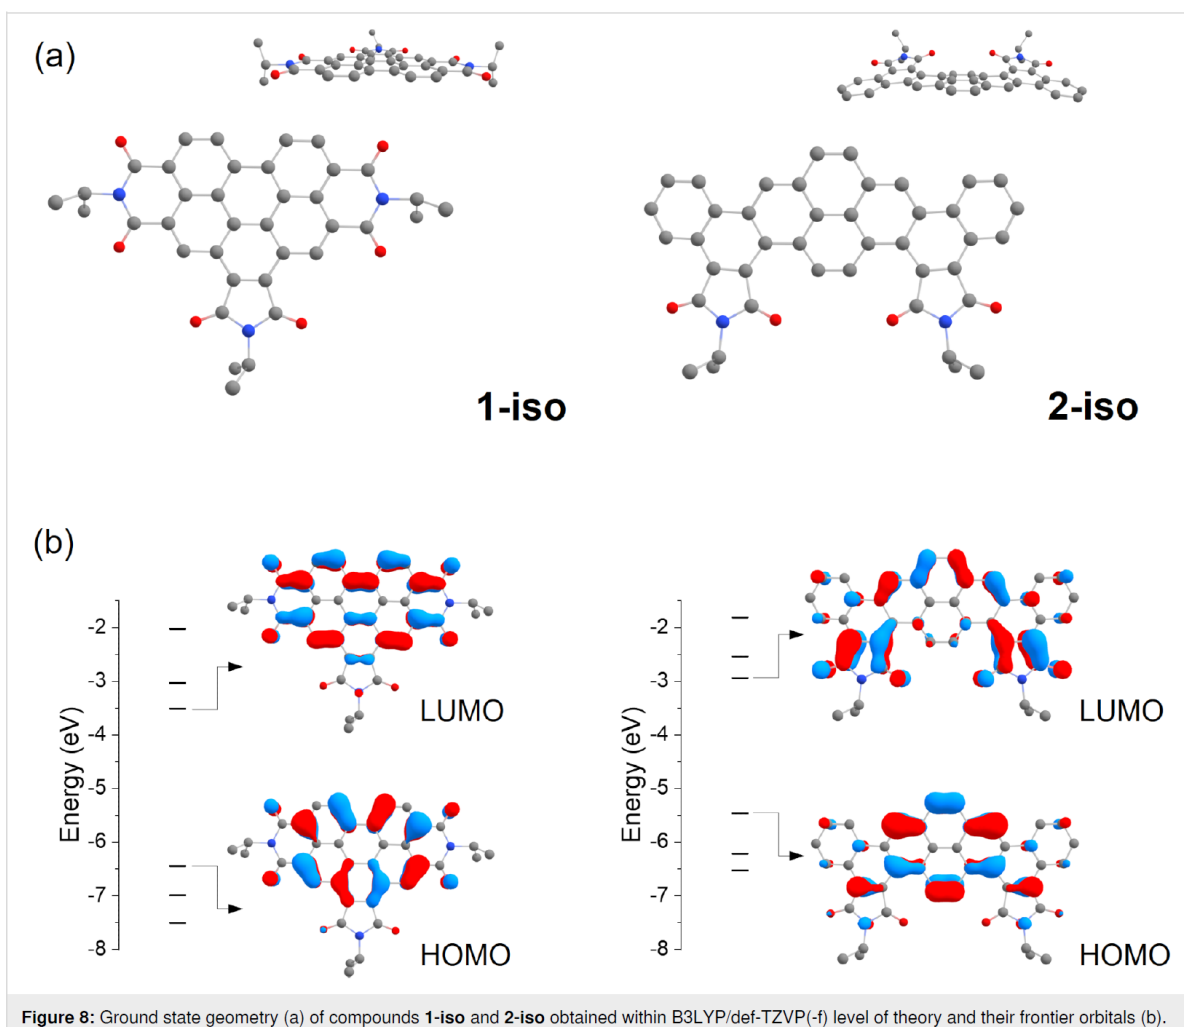 (a)
1-iso
2-iso
(b)
-2
-3
-4
-5
-6
-7
-8
Energy (eV)
LUMO
HOMO
-2
-3
-4
-5
-6
-7
-8
Energy (eV)
LUMO
HOMO
Figure 8: Ground state geometry (a) of compounds 1-iso and 2-iso obtained within B3LYP/def-TZVP(-f) level of theory and their frontier orbitals (b).